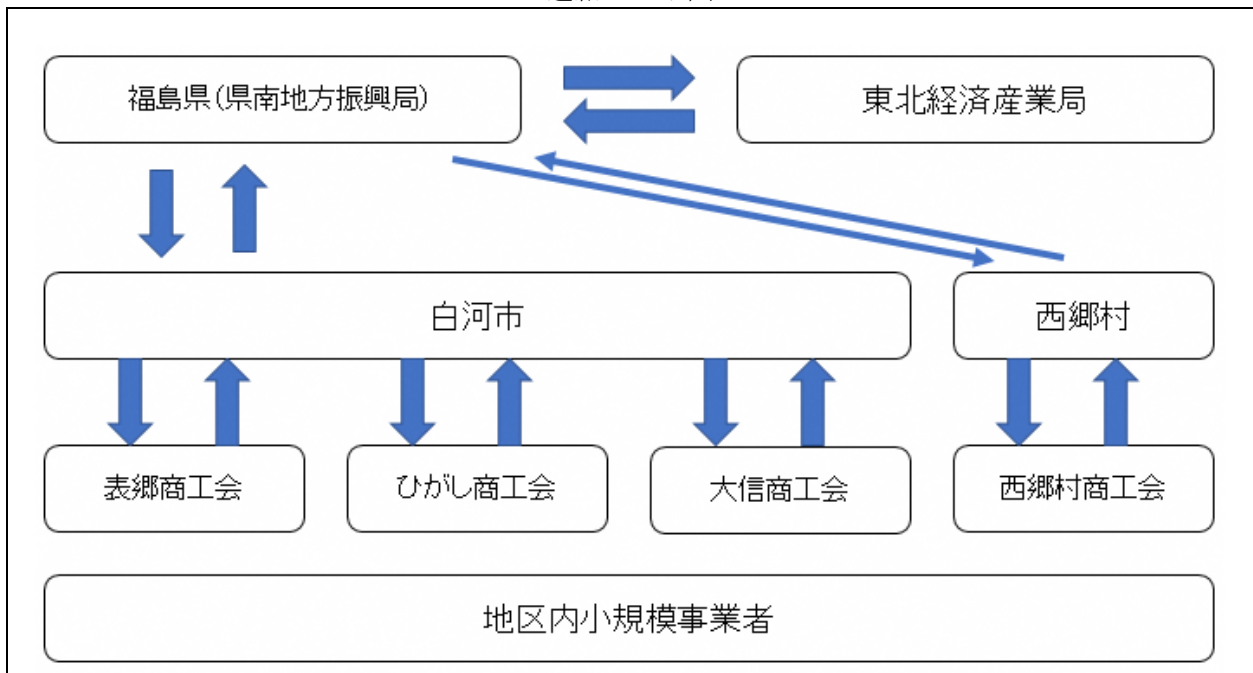 福島県(県南地方振興局)
東北経済産業局
白河市
西郷村
表郷商工会
ひがし商工会
大信商工会
西郷村商工会
地区内小規模事業者